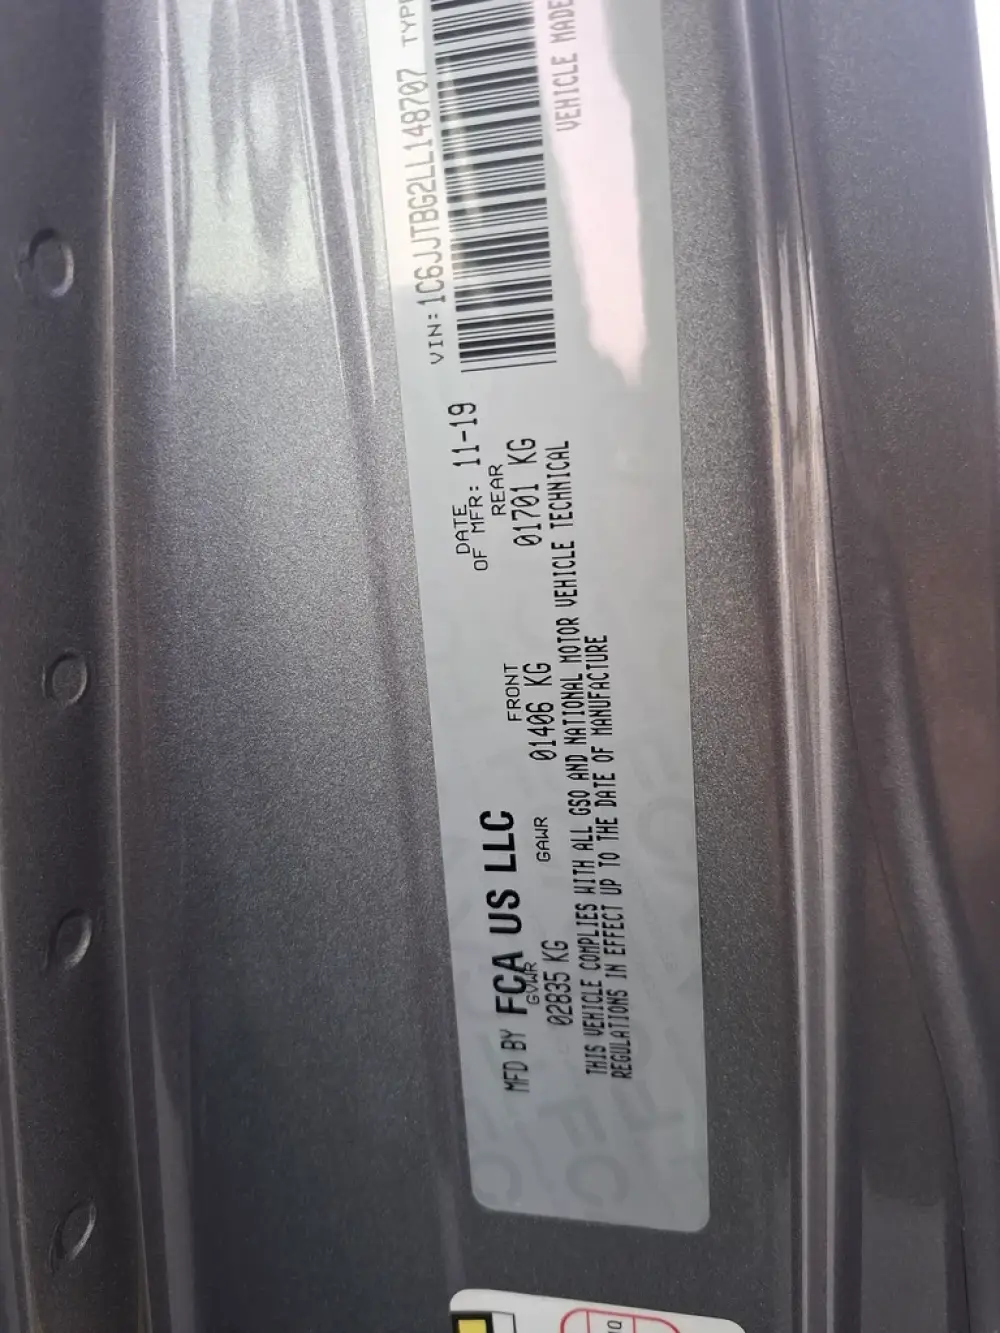 MFD BY FCA US LLC
DATE
OF MFR: 11-19
VIN: 1C6JJTBG2LL148707 TYPE
GVWR
02835 KG
GAWR
FRONT
01406 KG
REAR
01701 KG
THIS VEHICLE COMPLIES WITH ALL GSO AND NATIONAL MOTOR VEHICLE TECHNICAL
REGULATIONS IN EFFECT UP TO THE DATE OF MANUFACTURE
VEHICLE MADE